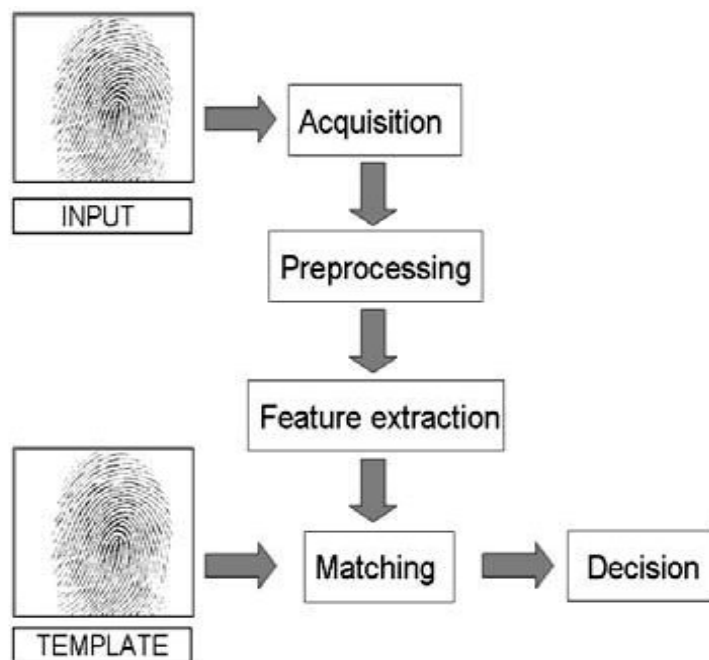 Acquisition
INPUT
Preprocessing
Feature extraction
Matching
Decision
TEMPLATE